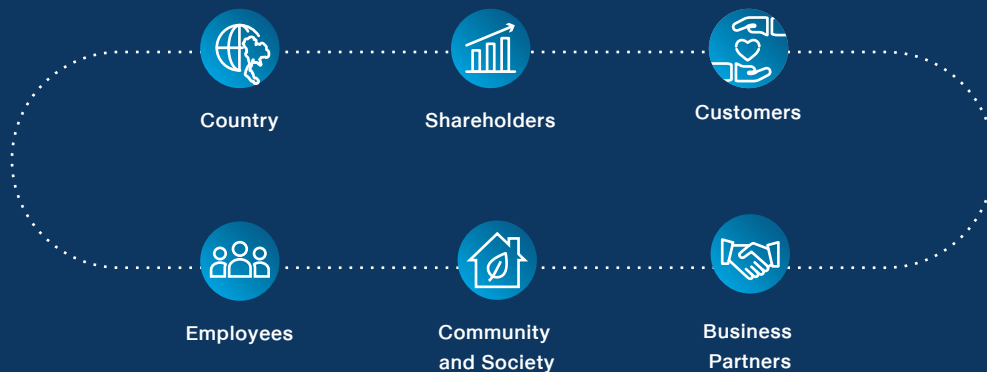 Country
Shareholders
Customers
Employees
Community
and Society
Business
Partners